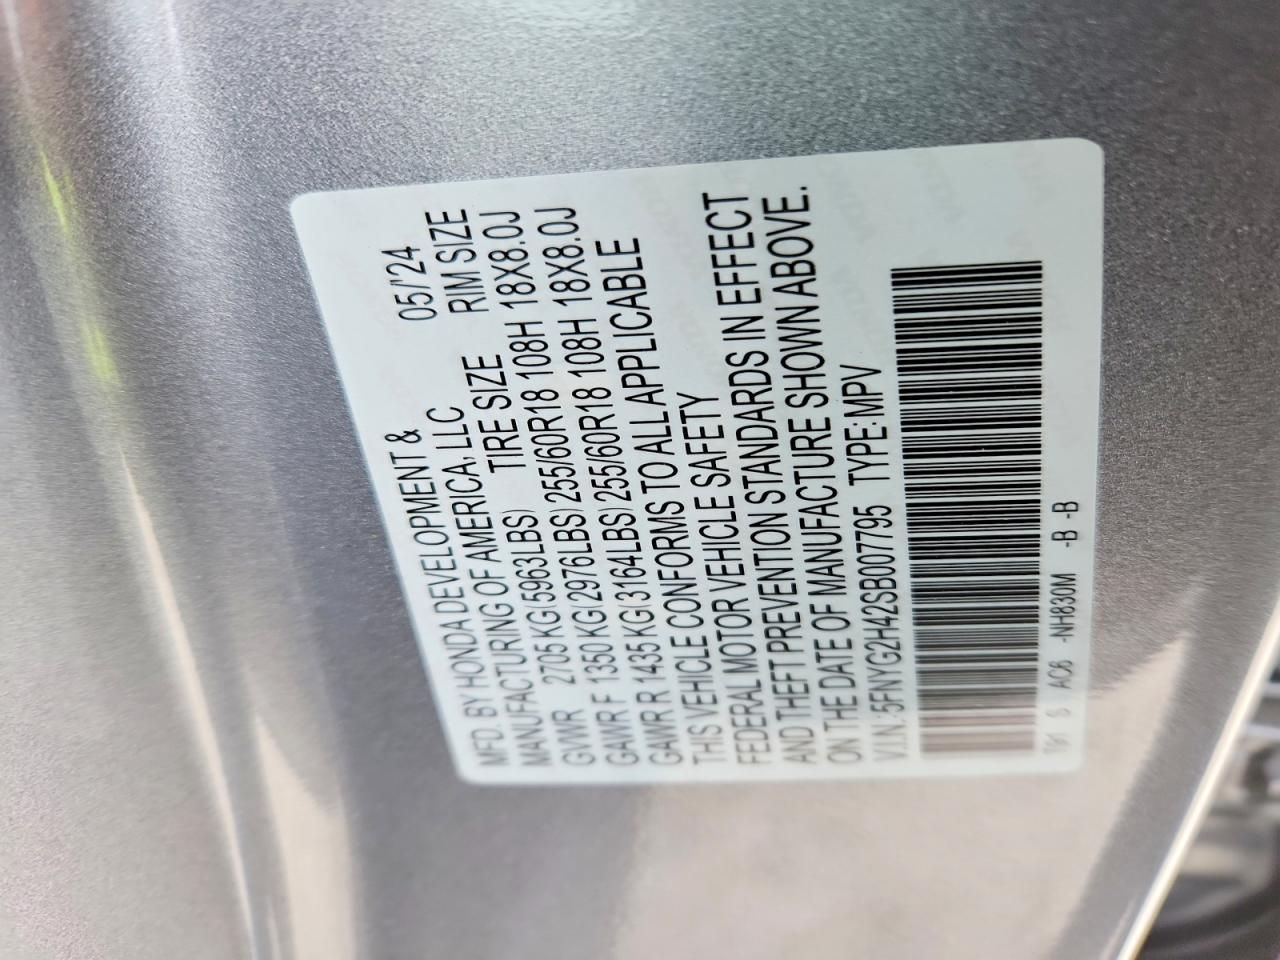 MFD. BY HONDA DEVELOPMENT & 05/'24
MANUFACTURING OF AMERICA, LLC
TIRE SIZE RIM SIZE
GVWR 2705 KG(5963LBS)
GAWR F 1350 KG(2976LBS) 255/60R18 108H 18X8.0J
GAWR R 1435 KG(3164LBS) 255/60R18 108H 18X8.0J
THIS VEHICLE CONFORMS TO ALL APPLICABLE
FEDERAL MOTOR VEHICLE SAFETY
AND THEFT PREVENTION STANDARDS IN EFFECT
ON THE DATE OF MANUFACTURE SHOWN ABOVE.
V.I.N.: 5FNYG2H42SB007795 TYPE: MPV
T91 S AC6 -NH830M -B -B